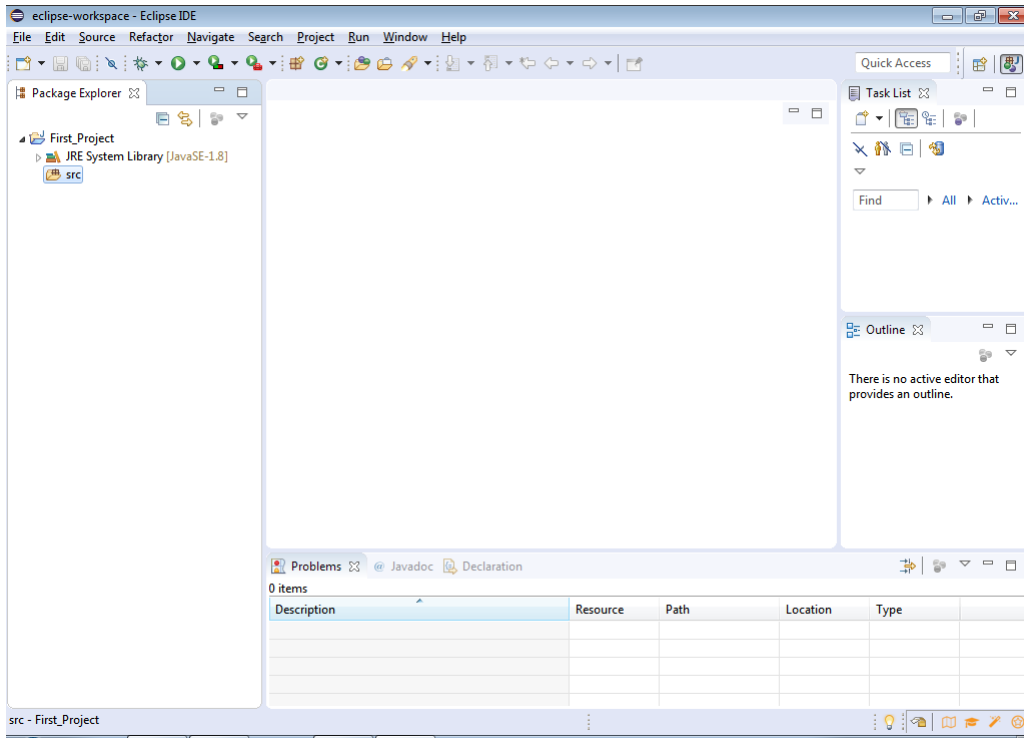 eclipse-workspace - Eclipse IDE
File Edit Source Refactor Navigate Search Project Run Window Help
Quick Access
Package Explorer
First_Project
JRE System Library [JavaSE-1.8]
src
Task List
Find All Activ...
Outline
There is no active editor that
provides an outline.
Problems @ Javadoc Declaration
0 items
Description Resource Path Location Type
src - First_Project